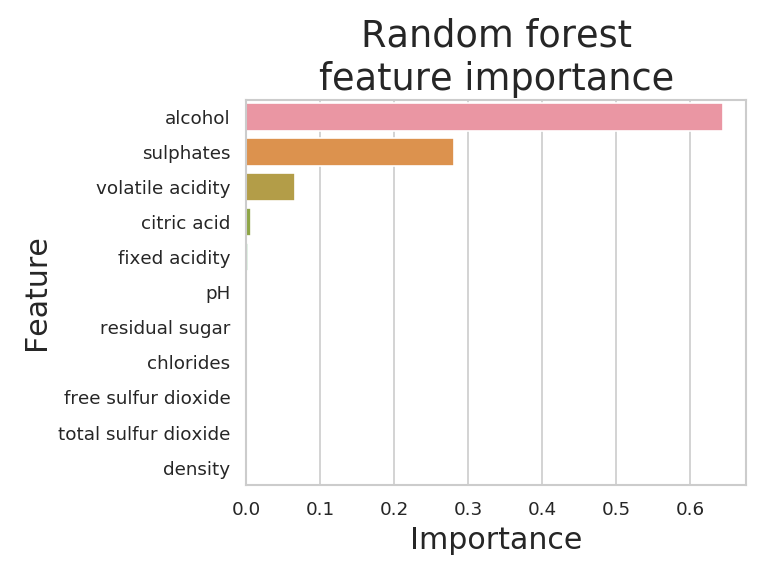 Random forest
feature importance
Feature
alcohol
sulphates
volatile acidity
citric acid
fixed acidity
pH
residual sugar
chlorides
free sulfur dioxide
total sulfur dioxide
density
0.0 0.1 0.2 0.3 0.4 0.5 0.6
Importance